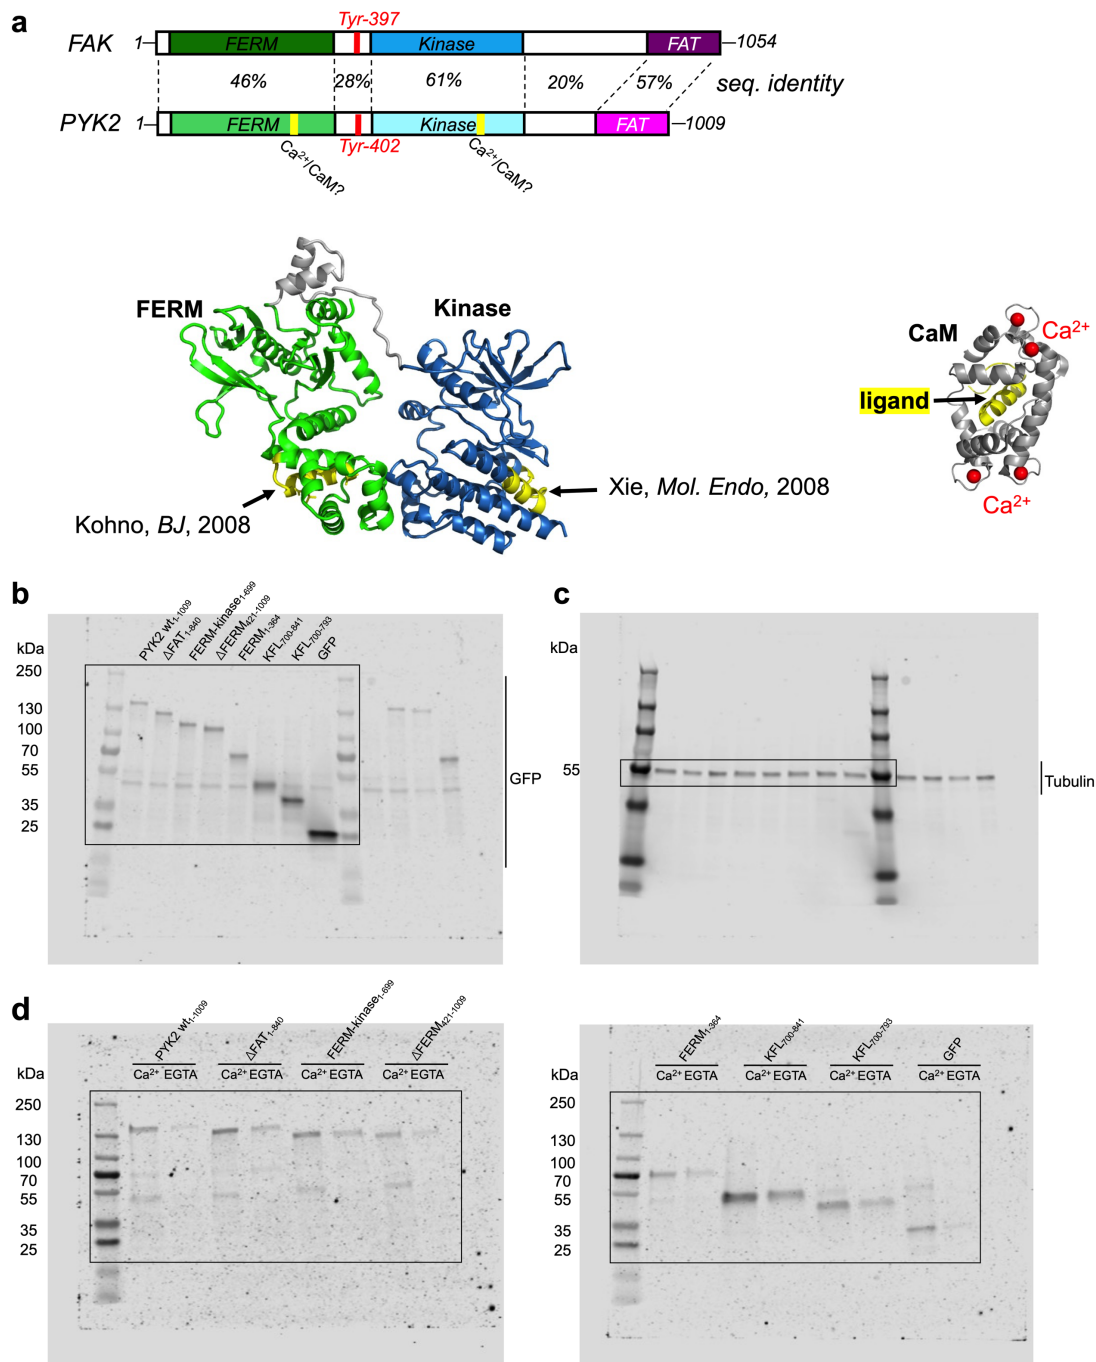 a
Tyr-397
FAK 1 FERM Kinase FAT 1054
46% 28% 61% 20% 57% seq. identity
PYK2 1 FERM Kinase FAT 1009
Tyr-402
Ca²⁺/CaM? Ca²⁺/CaM?
FERM Kinase
CaM Ca²⁺
ligand
Kohno, BJ, 2008
Xie, Mol. Endo, 2008
Ca²⁺
b
PYK2 wt₁₋₁₀₀₉
ΔFAT₁₋₈₄₀
FERM-kinase₁₋₆₉₉
ΔFERM₄₂₁₋₁₀₀₉
FERM₁₋₃₆₄
KFL₇₀₀₋₈₄₁
KFL₇₀₀₋₇₉₃
GFP
kDa
250
130
100
70
55
35
25
GFP
c
kDa
55
Tubulin
d
PYK2 wt₁₋₁₀₀₉ ΔFAT₁₋₈₄₀ FERM-kinase₁₋₆₉₉ ΔFERM₄₂₁₋₁₀₀₉
kDa Ca²⁺ EGTA Ca²⁺ EGTA Ca²⁺ EGTA Ca²⁺ EGTA
250
130
100
70
55
35
25
FERM₁₋₃₆₄ KFL₇₀₀₋₈₄₁ KFL₇₀₀₋₇₉₃ GFP
kDa Ca²⁺ EGTA Ca²⁺ EGTA Ca²⁺ EGTA Ca²⁺ EGTA
250
130
100
70
55
35
25